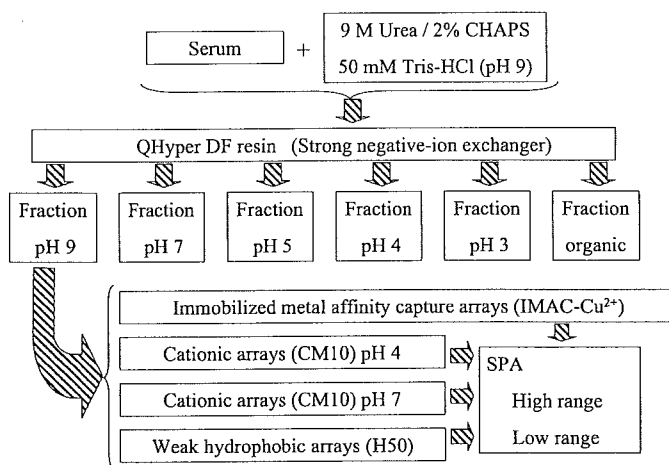 Serum
+
9 M Urea / 2% CHAPS
50 mM Tris-HCl (pH 9)
QHyper DF resin (Strong negative-ion exchanger)
Fraction
pH 9
Fraction
pH 7
Fraction
pH 5
Fraction
pH 4
Fraction
pH 3
Fraction
organic
Immobilized metal affinity capture arrays (IMAC-Cu²⁺)
Cationic arrays (CM10) pH 4
Cationic arrays (CM10) pH 7
Weak hydrophobic arrays (H50)
SPA
High range
Low range